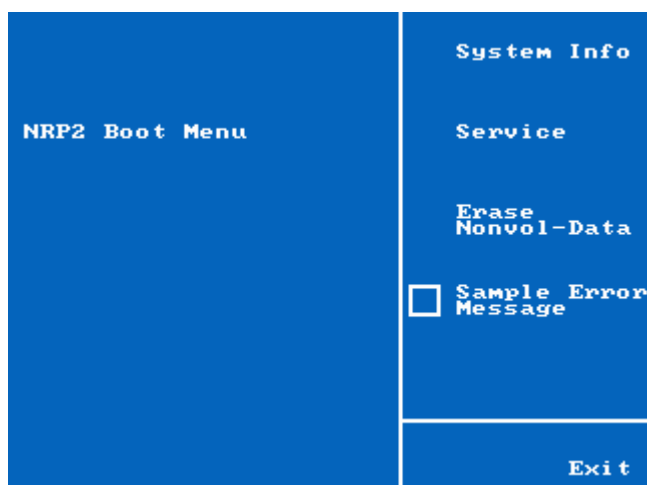 System Info
NRP2 Boot Menu
Service
Erase
Nonvol-Data
Sample Error
Message
Exit